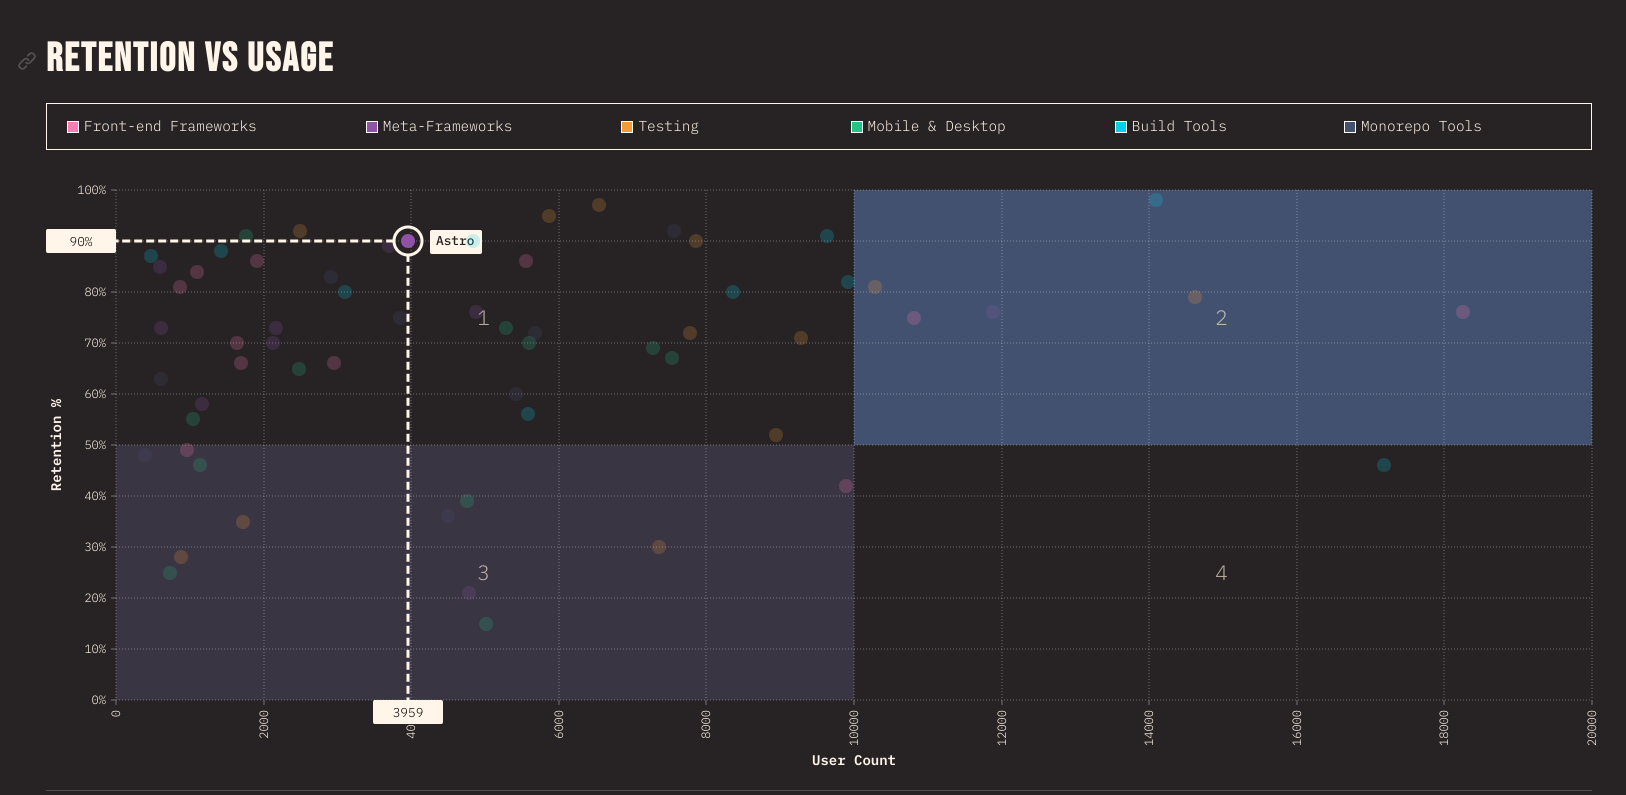 RETENTION VS USAGE
Front-end Frameworks
Meta-Frameworks
Testing
Mobile & Desktop
Build Tools
Monorepo Tools
100%
90%
Astro
80%
1
2
70%
60%
Retention %
50%
40%
30%
3
4
20%
10%
0%
0
2000
3959
40
6000
8000
10000
12000
14000
16000
18000
20000
User Count